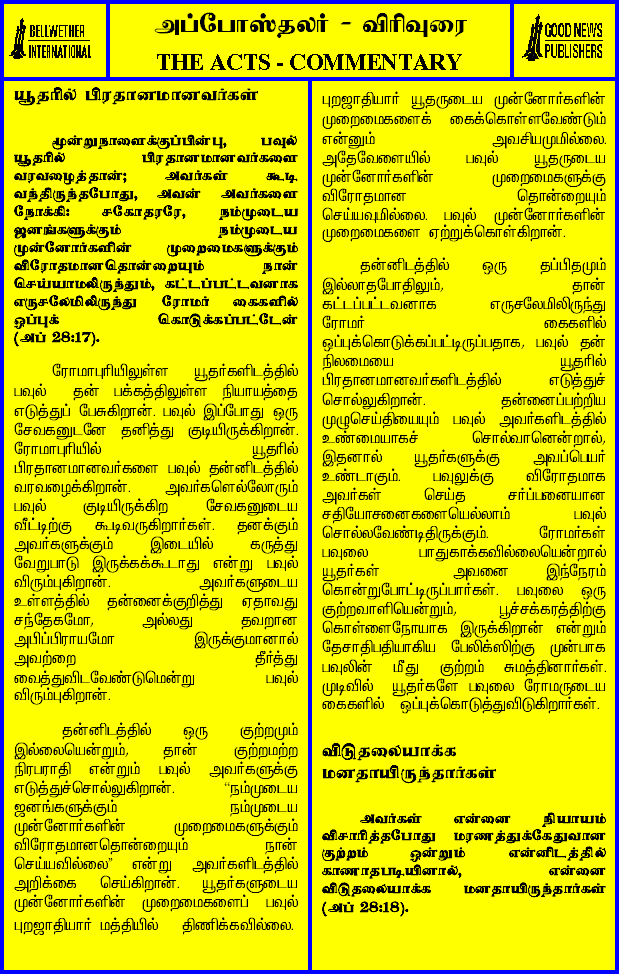 BELLWETHER
INTERNATIONAL
அப்போஸ்தலர் - விரிவுரை
THE ACTS - COMMENTARY
GOOD NEWS
PUBLISHERS
யூதரில் பிரதானமானவர்கள்
மூன்றுநாளைக்குப்பின்பு, பவுல்
யூதரில் பிரதானமானவர்களை
வரவழைத்தான்; அவர்கள் கூடி
வந்திருந்தபோது, அவன் அவர்களை
நோக்கி: சகோதரரே, நம்முடைய
ஜனங்களுக்கும் நம்முடைய
முன்னோர்களின் முறைமைகளுக்கும்
விரோதமானதொன்றையும் நான்
செய்யாமலிருந்தும், கட்டப்பட்டவனாக
எருசலேமிலிருந்து ரோமர் கைகளில்
ஒப்புக் கொடுக்கப்பட்டேன்
(அப் 28:17).
ரோமாபுரியிலுள்ள யூதர்களிடத்தில்
பவுல் தன் பக்கத்திலுள்ள நியாயத்தை
எடுத்துப் பேசுகிறான். பவுல் இப்போது ஒரு
சேவகனுடனே தனித்து குடியிருக்கிறான்.
ரோமாபுரியில் யூதரில்
பிரதானமானவர்களை பவுல் தன்னிடத்தில்
வரவழைக்கிறான். அவர்களெல்லோரும்
பவுல் குடியிருக்கிற சேவகனுடைய
வீட்டிற்கு கூடிவருகிறார்கள். தனக்கும்
அவர்களுக்கும் இடையில் கருத்து
வேறுபாடு இருக்கக்கூடாது என்று பவுல்
விரும்புகிறான். அவர்களுடைய
உள்ளத்தில் தன்னைக்குறித்து ஏதாவது
சந்தேகமோ, அல்லது தவறான
அபிப்பிராயமோ இருக்குமானால்
அவற்றை தீர்த்து
வைத்துவிடவேண்டுமென்று பவுல்
விரும்புகிறான்.
தன்னிடத்தில் ஒரு குற்றமும்
இல்லையென்றும், தான் குற்றமற்ற
நிரபராதி என்றும் பவுல் அவர்களுக்கு
எடுத்துச்சொல்லுகிறான். “நம்முடைய
ஜனங்களுக்கும் நம்முடைய
முன்னோர்களின் முறைமைகளுக்கும்
விரோதமானதொன்றையும் நான்
செய்யவில்லை” என்று அவர்களிடத்தில்
அறிக்கை செய்கிறான். யூதர்களுடைய
முன்னோர்களின் முறைமைகளைப் பவுல்
புறஜாதியார் மத்தியில் திணிக்கவில்லை.
புறஜாதியார் யூதருடைய முன்னோர்களின்
முறைமைகளைக் கைக்கொள்ளவேண்டும்
என்னும் அவசியமுமில்லை.
அதேவேளையில் பவுல் யூதருடைய
முன்னோர்களின் முறைமைகளுக்கு
விரோதமான தொன்றையும்
செய்யவுமில்லை. பவுல் முன்னோர்களின்
முறைமைகளை ஏற்றுக்கொள்கிறான்.
தன்னிடத்தில் ஒரு தப்பிதமும்
இல்லாதபோதிலும், தான்
கட்டப்பட்டவனாக எருசலேமிலிருந்து
ரோமர் கைகளில்
ஒப்புக்கொடுக்கப்பட்டிருப்பதாக, பவுல் தன்
நிலமையை யூதரில்
பிரதானமானவர்களிடத்தில் எடுத்துச்
சொல்லுகிறான். தன்னைப்பற்றிய
முழுசெய்தியையும் பவுல் அவர்களிடத்தில்
உண்மையாகச் சொல்வானென்றால்,
இதனால் யூதர்களுக்கு அவப்பெயர்
உண்டாகும். பவுலுக்கு விரோதமாக
அவர்கள் செய்த சர்ப்பனையான
சதியோசனைகளையெல்லாம் பவுல்
சொல்லவேண்டிதிருக்கும். ரோமர்கள்
பவுலை பாதுகாக்கவில்லையென்றால்
யூதர்கள் அவனை இந்நேரம்
கொன்றுபோட்டிருப்பார்கள். பவுலை ஒரு
குற்றவாளியென்றும், பூச்சக்கரத்திற்கு
கொள்ளைநோயாக இருக்கிறான் என்றும்
தேசாதிபதியாகிய பேலிக்ஸிற்கு முன்பாக
பவுலின் மீது குற்றம் சுமத்தினார்கள்.
முடிவில் யூதர்களே பவுலை ரோமருடைய
கைகளில் ஒப்புக்கொடுத்துவிடுகிறார்கள்.
விடுதலையாக்க
மனதாயிருந்தார்கள்
அவர்கள் என்னை நியாயம்
விசாரித்தபோது மரணத்துக்கேதுவான
குற்றம் ஒன்றும் என்னிடத்தில்
காணாதபடியினால், என்னை
விடுதலையாக்க மனதாயிருந்தார்கள்
(அப் 28:18).